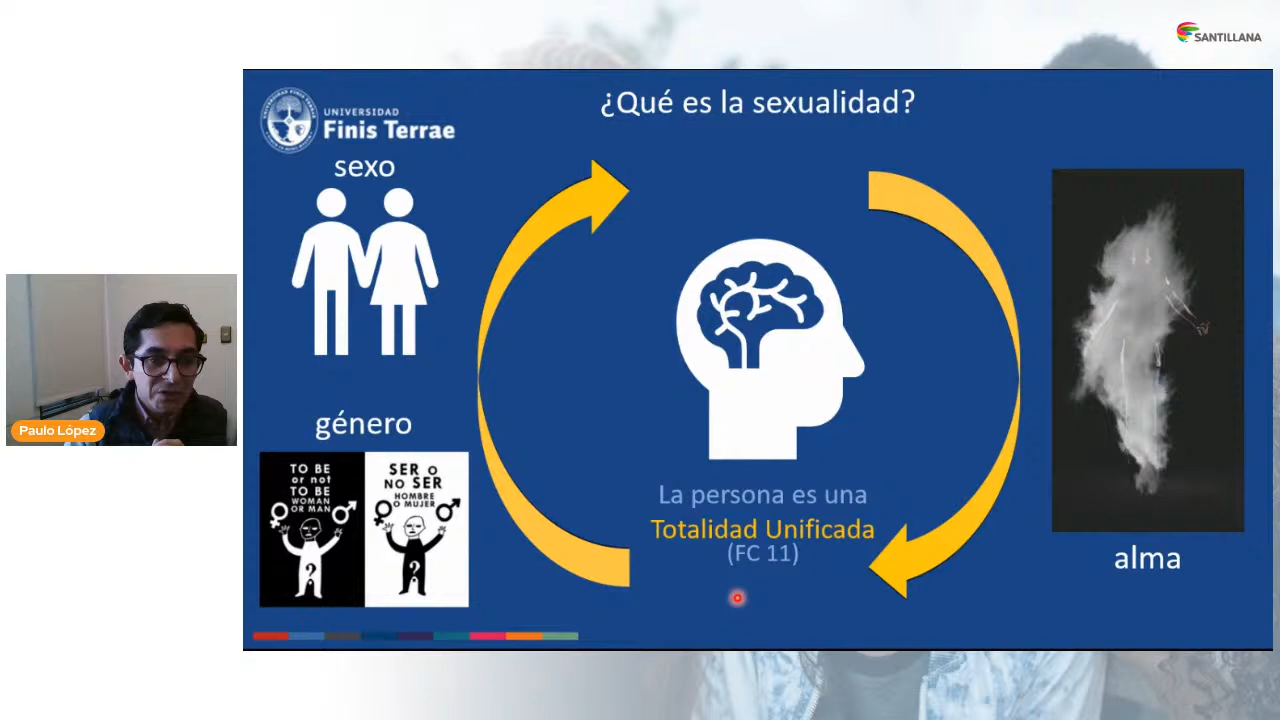 SANTILLANA
¿Qué es la sexualidad?
UNIVERSIDAD
Finis Terrae
sexo
género
TO BE
or not
TO BE
WOMAN
OR MAN
?
SER O
NO SER
HOMBRE
O MUJER
?
La persona es una
Totalidad Unificada
(FC 11)
alma
Paulo López